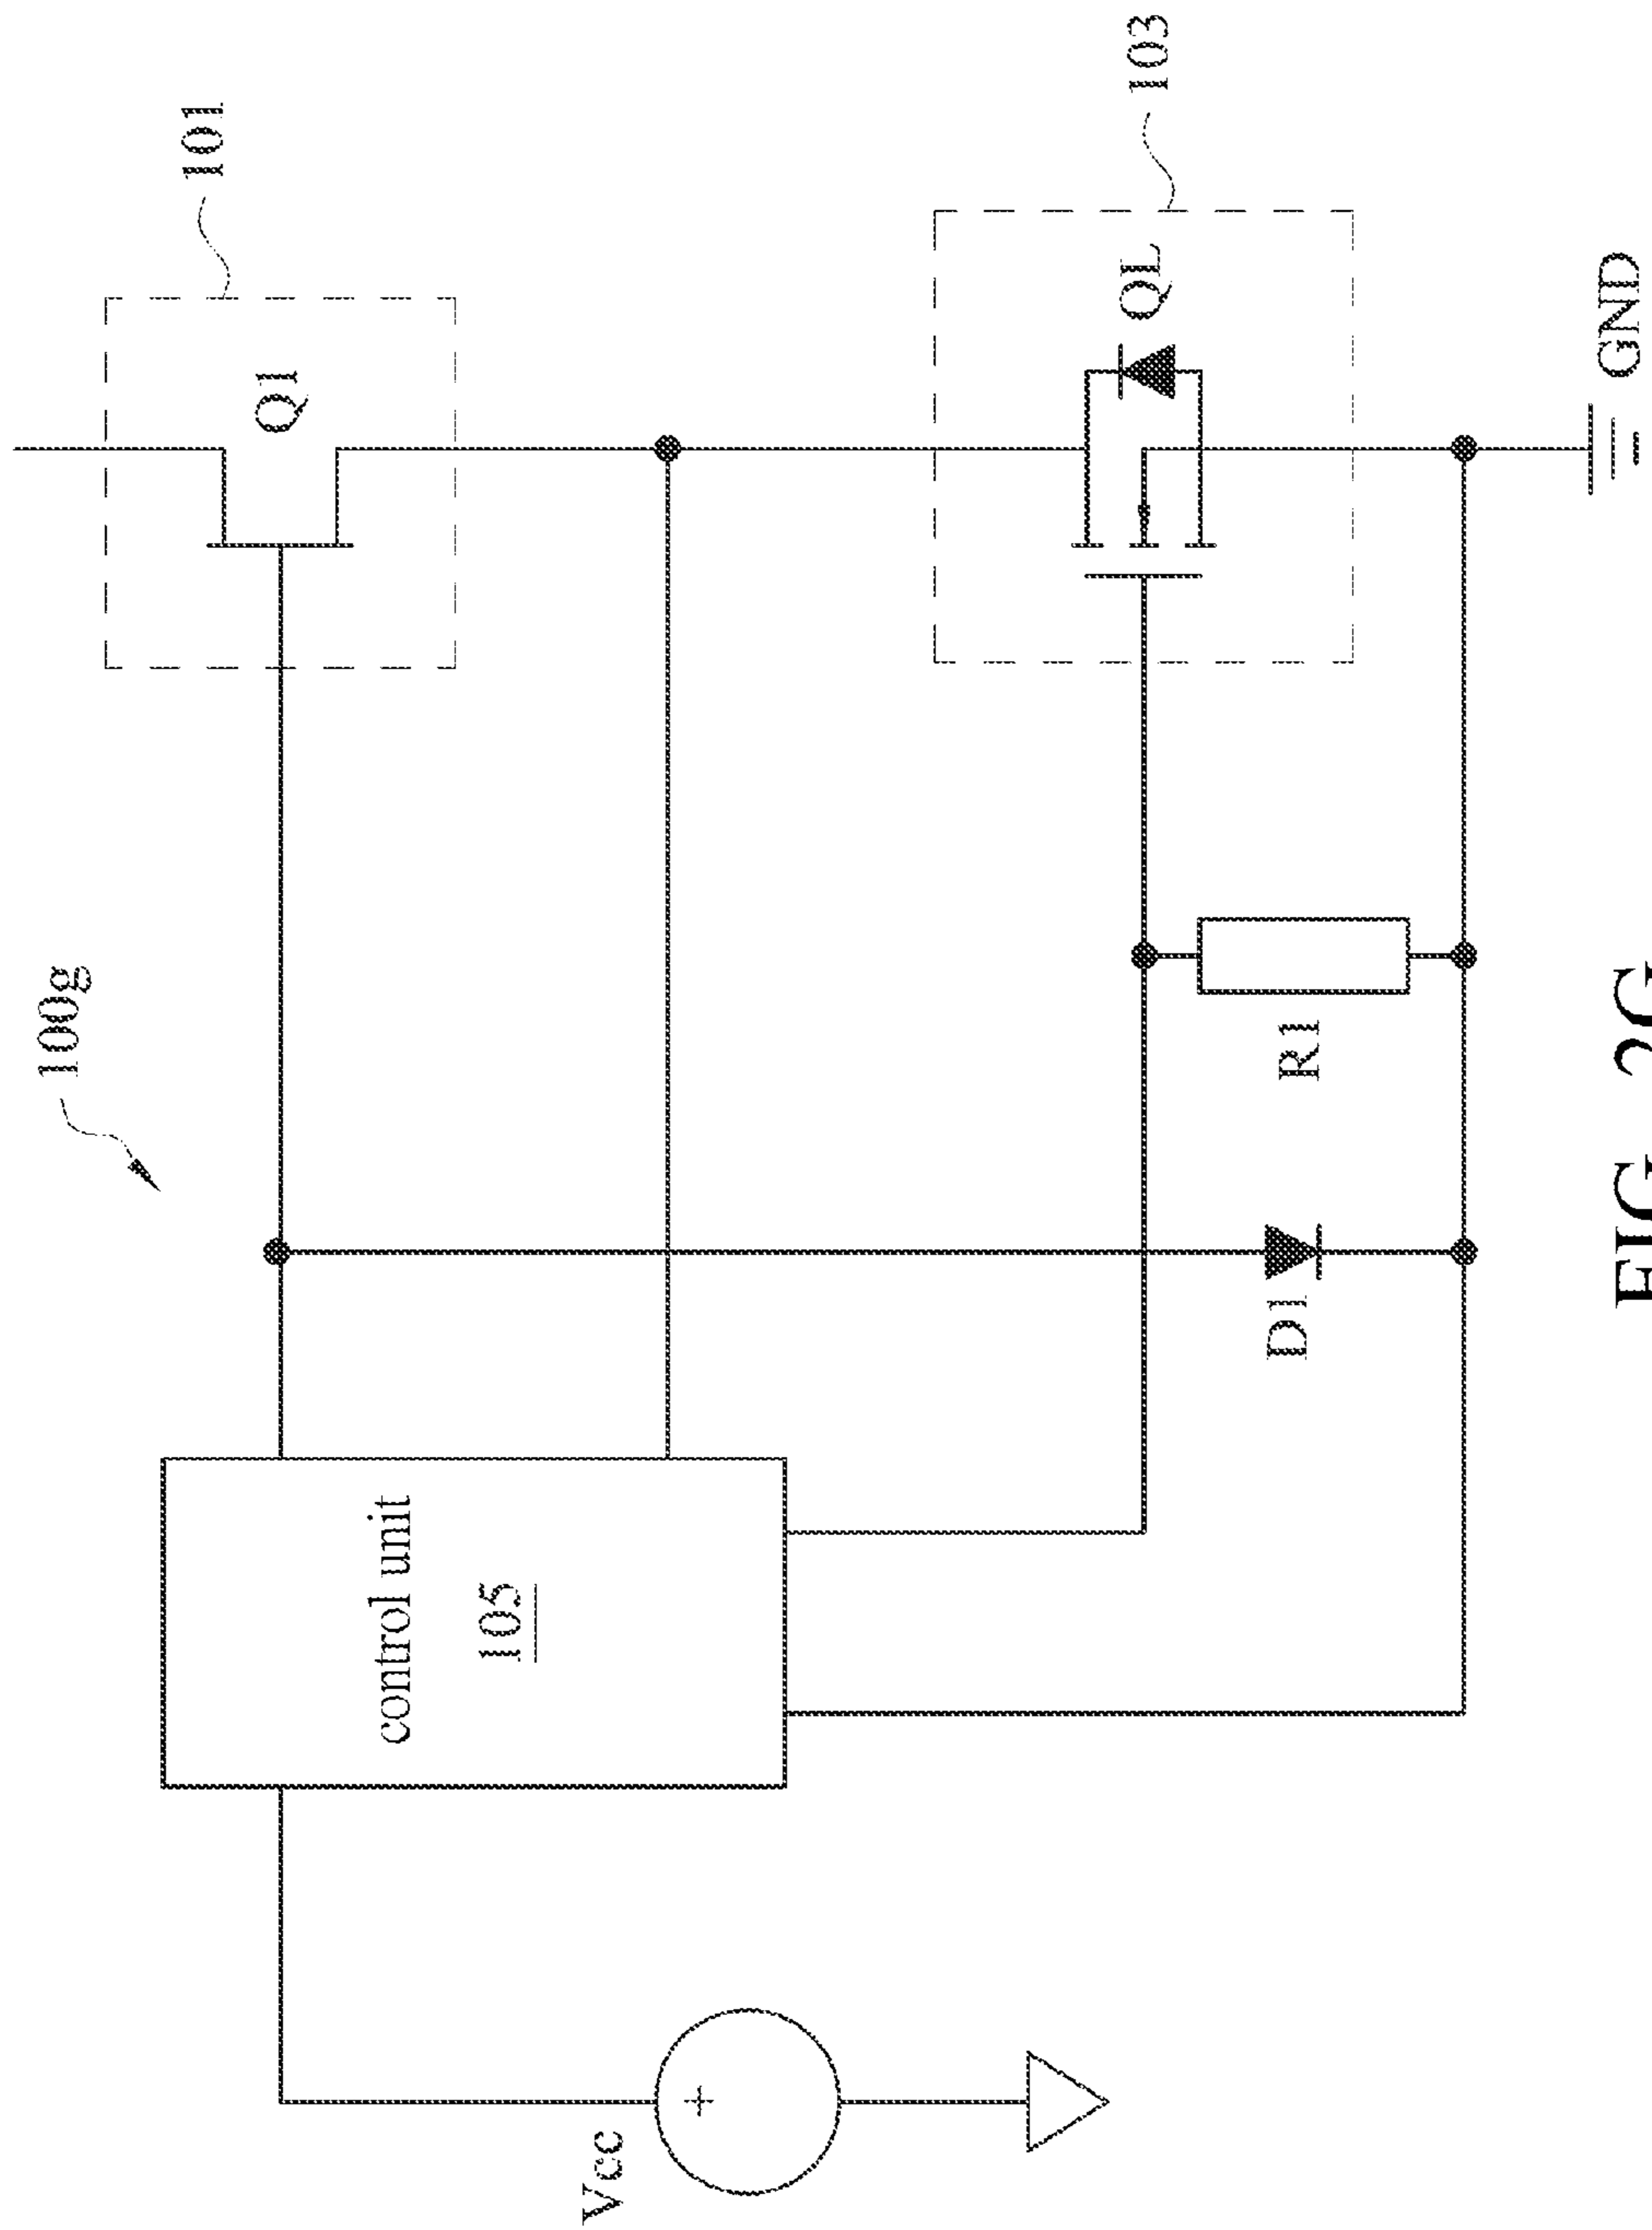 100g
101
Q1
control unit
105
103
QL
Vcc
+
R1
D1
GND
FIG. 2G